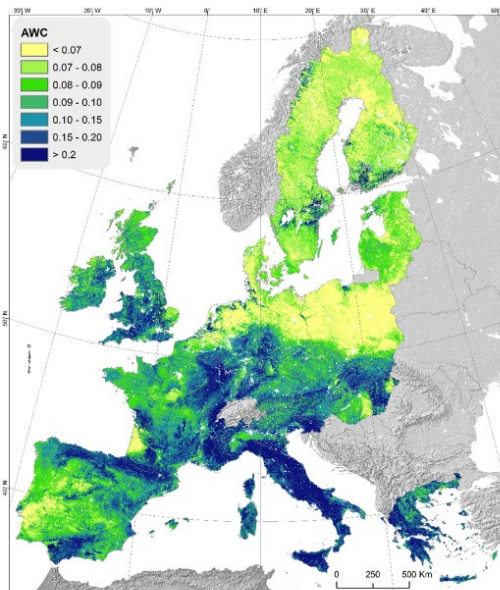 30° W 20° W 10° W 0° 10° E 20° E 30° E 40° E
AWC
< 0.07
0.07 - 0.08
0.08 - 0.09
0.09 - 0.10
0.10 - 0.15
0.15 - 0.20
> 0.2
60° N
50° N
40° N
0 250 500 Km